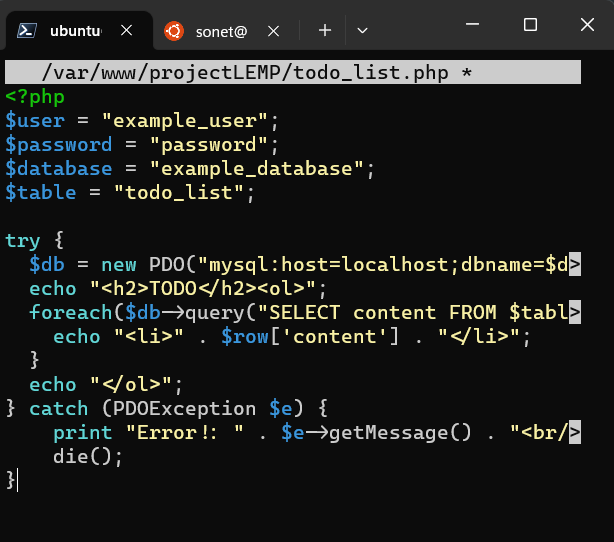 ubuntu
sonet@
/var/www/projectLEMP/todo_list.php *
<?php
$user = "example_user";
$password = "password";
$database = "example_database";
$table = "todo_list";
try {
  $db = new PDO("mysql:host=localhost;dbname=$d>
  echo "<h2>TODO</h2><ol>";
  foreach($db->query("SELECT content FROM $tabl>
    echo "<li>" . $row['content'] . "</li>";
  }
  echo "</ol>";
} catch (PDOException $e) {
    print "Error!: " . $e->getMessage() . "<br/>
    die();
}